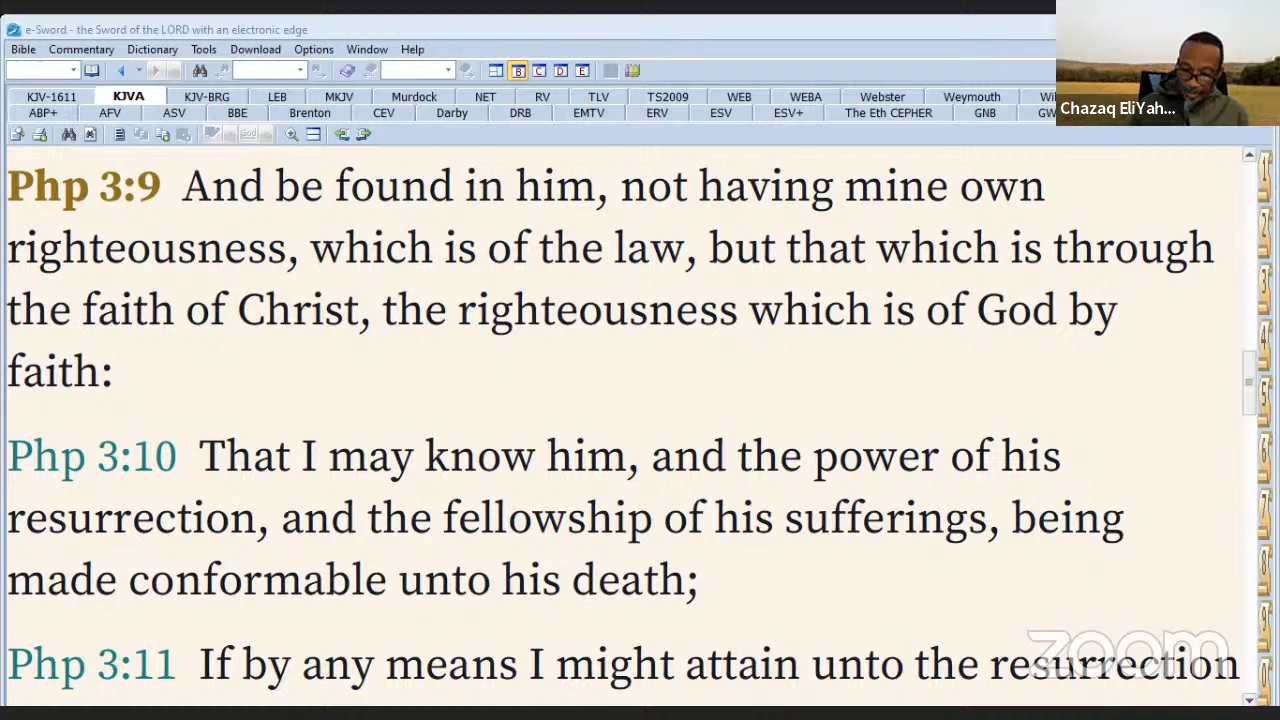 e-Sword - the Sword of the LORD with an electronic edge
Bible Commentary Dictionary Tools Download Options Window Help
B C D E
KJV-1611 KJVA KJV-BRG LEB MKJV Murdock NET RV TLV TS2009 WEB WEBA Webster Weymouth
ABP+ AFV ASV BBE Brenton CEV Darby DRB EMTV ERV ESV ESV+ The Eth CEPHER GNB GW
Chazaq EliYah...
Php 3:9 And be found in him, not having mine own
righteousness, which is of the law, but that which is through
the faith of Christ, the righteousness which is of God by
faith:
Php 3:10 That I may know him, and the power of his
resurrection, and the fellowship of his sufferings, being
made conformable unto his death;
Php 3:11 If by any means I might attain unto the resurrection
zoom